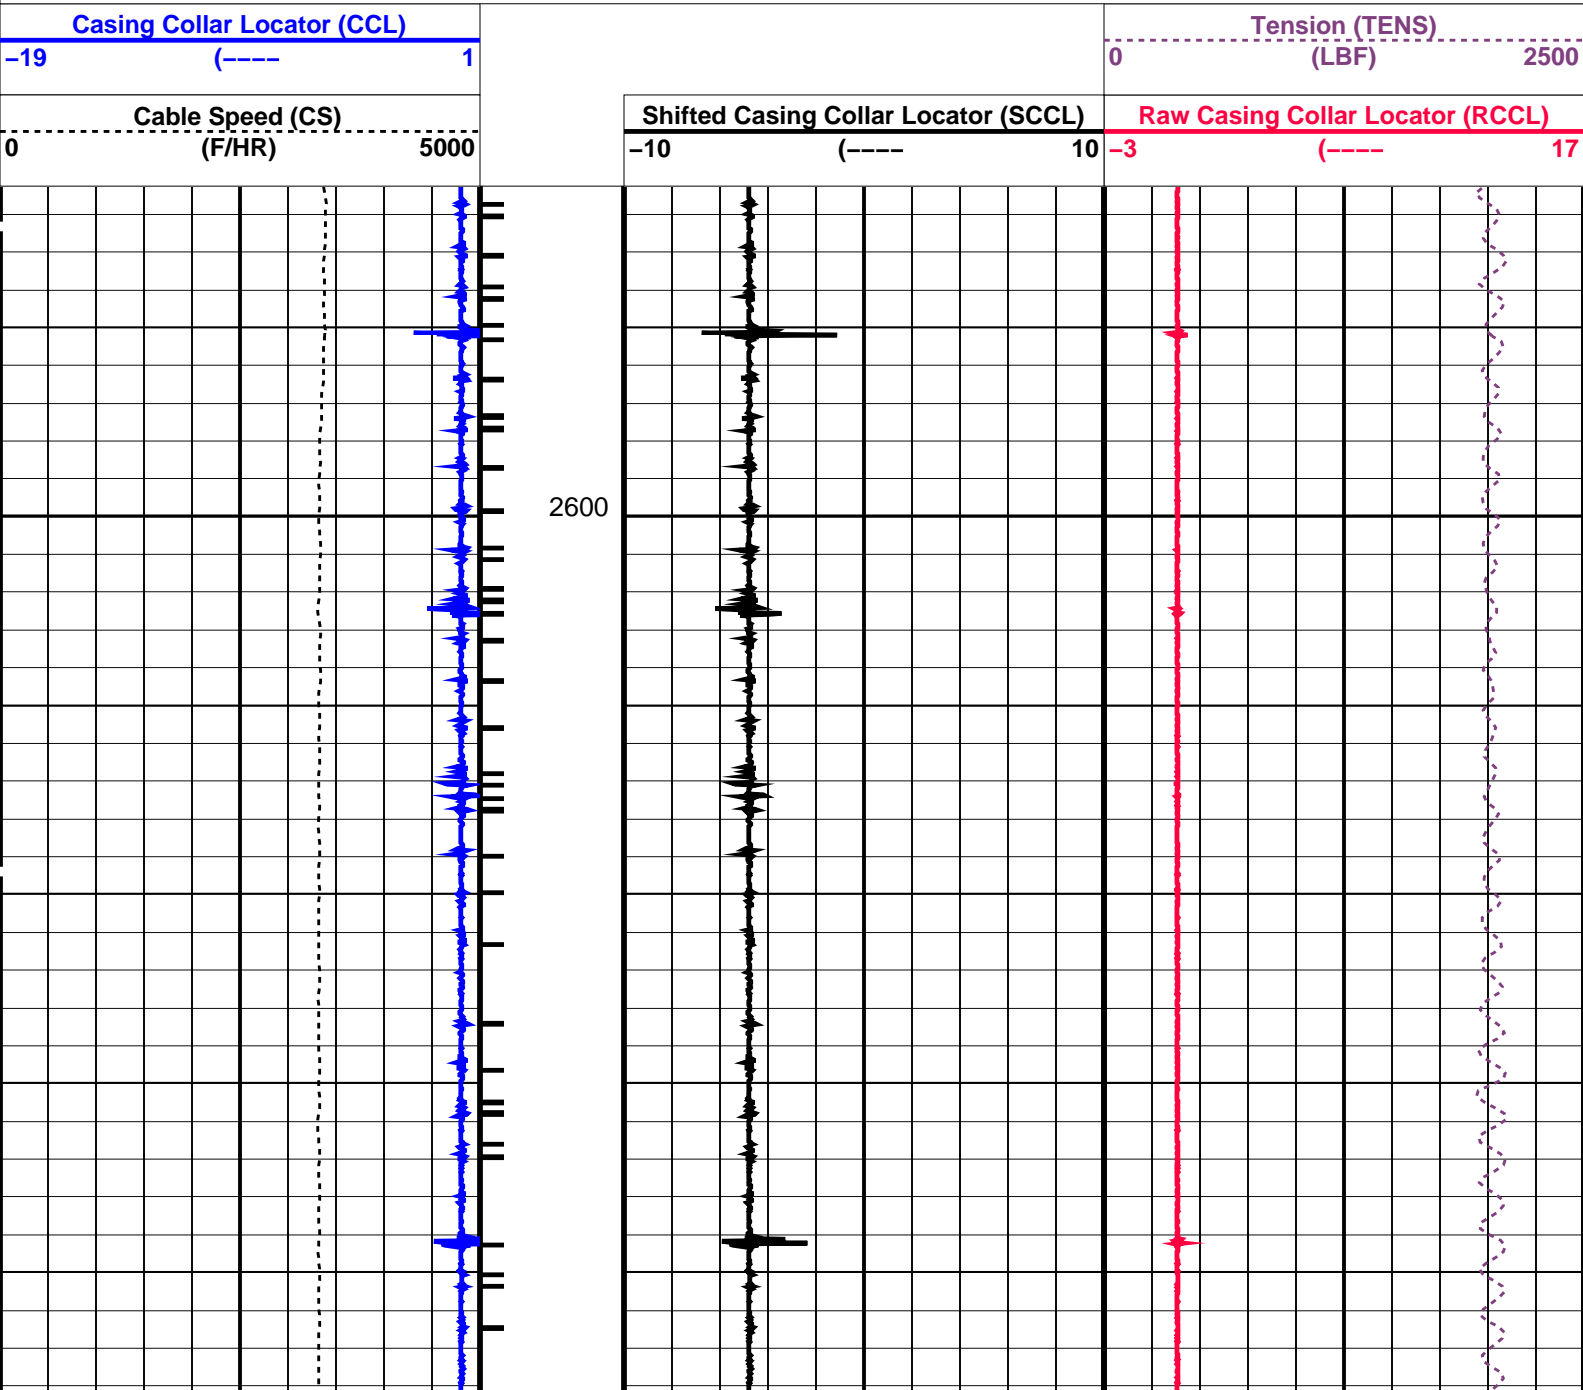 Casing Collar Locator (CCL)
−19 (−−−− 1
Cable Speed (CS)
0 (F/HR) 5000
Shifted Casing Collar Locator (SCCL)
−10 (−−−− 10
Tension (TENS)
0 (LBF) 2500
Raw Casing Collar Locator (RCCL)
−3 (−−−− 17
2600